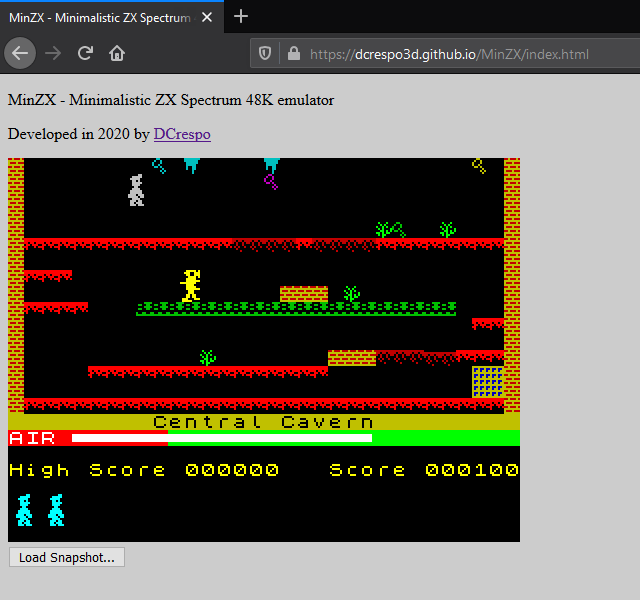 MinZX - Minimalistic ZX Spectrum
https://dcrespo3d.github.io/MinZX/index.html
MinZX - Minimalistic ZX Spectrum 48K emulator
Developed in 2020 by DCrespo
Central Cavern
AIR
High Score 000000 Score 000100
Load Snapshot...